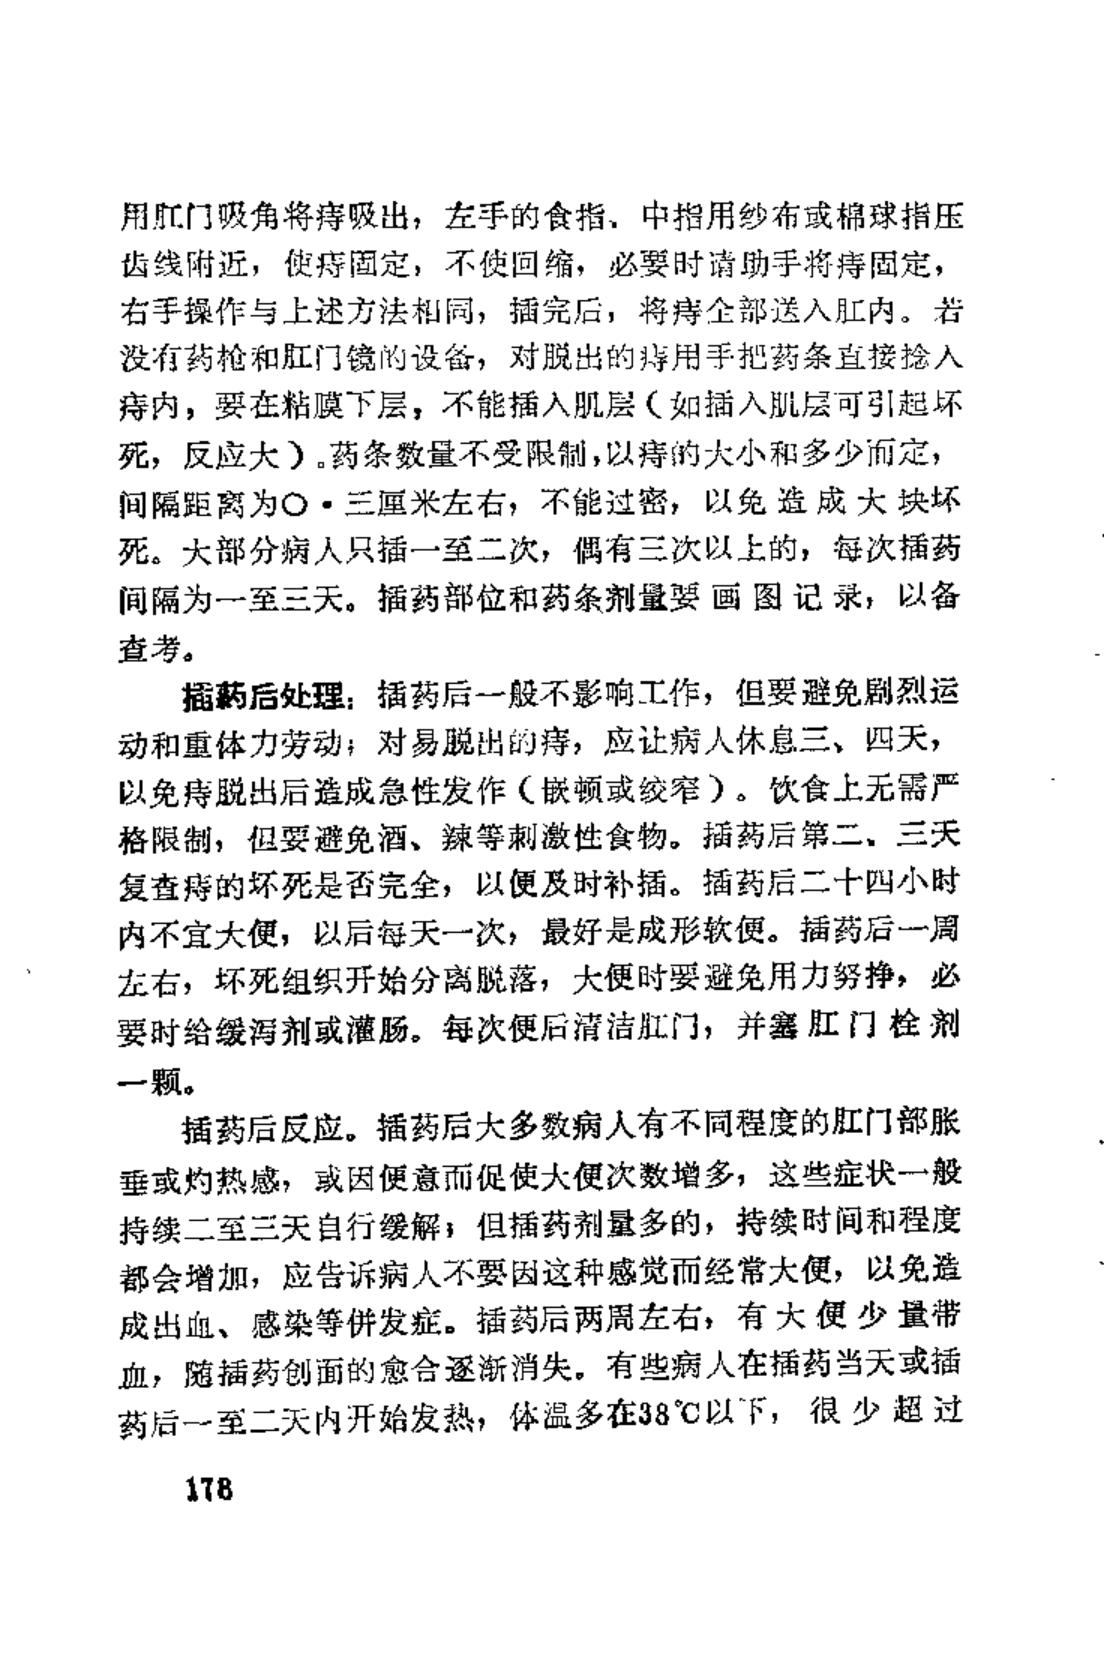 用肛门吸角将痔吸出，左手的食指、中指用纱布或棉球指压
齿线附近，使痔固定，不使回缩，必要时请助手将痔固定，
右手操作与上述方法相同，插完后，将痔全部送入肛内。若
没有药枪和肛门镜的设备，对脱出的痔用手把药条直接捻入
痔内，要在粘膜下层，不能插入肌层（如插入肌层可引起坏
死，反应大）。药条数量不受限制，以痔的大小和多少而定，
间隔距离为〇·三厘米左右，不能过密，以免造成大块坏
死。大部分病人只插一至二次，偶有三次以上的，每次插药
间隔为一至三天。插药部位和药条剂量要画图记录，以备
查考。
插药后处理：插药后一般不影响工作，但要避免剧烈运
动和重体力劳动；对易脱出的痔，应让病人休息三、四天，
以免痔脱出后造成急性发作（嵌顿或绞窄）。饮食上无需严
格限制，但要避免酒、辣等刺激性食物。插药后第二、三天
复查痔的坏死是否完全，以便及时补插。插药后二十四小时
内不宜大便，以后每天一次，最好是成形软便。插药后一周
左右，坏死组织开始分离脱落，大便时要避免用力努挣，必
要时给缓泻剂或灌肠。每次便后清洁肛门，并塞肛门栓剂
一颗。
插药后反应。插药后大多数病人有不同程度的肛门部胀
垂或灼热感，或因便意而促使大便次数增多，这些症状一般
持续二至三天自行缓解；但插药剂量多的，持续时间和程度
都会增加，应告诉病人不要因这种感觉而经常大便，以免造
成出血、感染等併发症。插药后两周左右，有大便少量带
血，随插药创面的愈合逐渐消失。有些病人在插药当天或插
药后一至二天内开始发热，体温多在38℃以下，很少超过
178